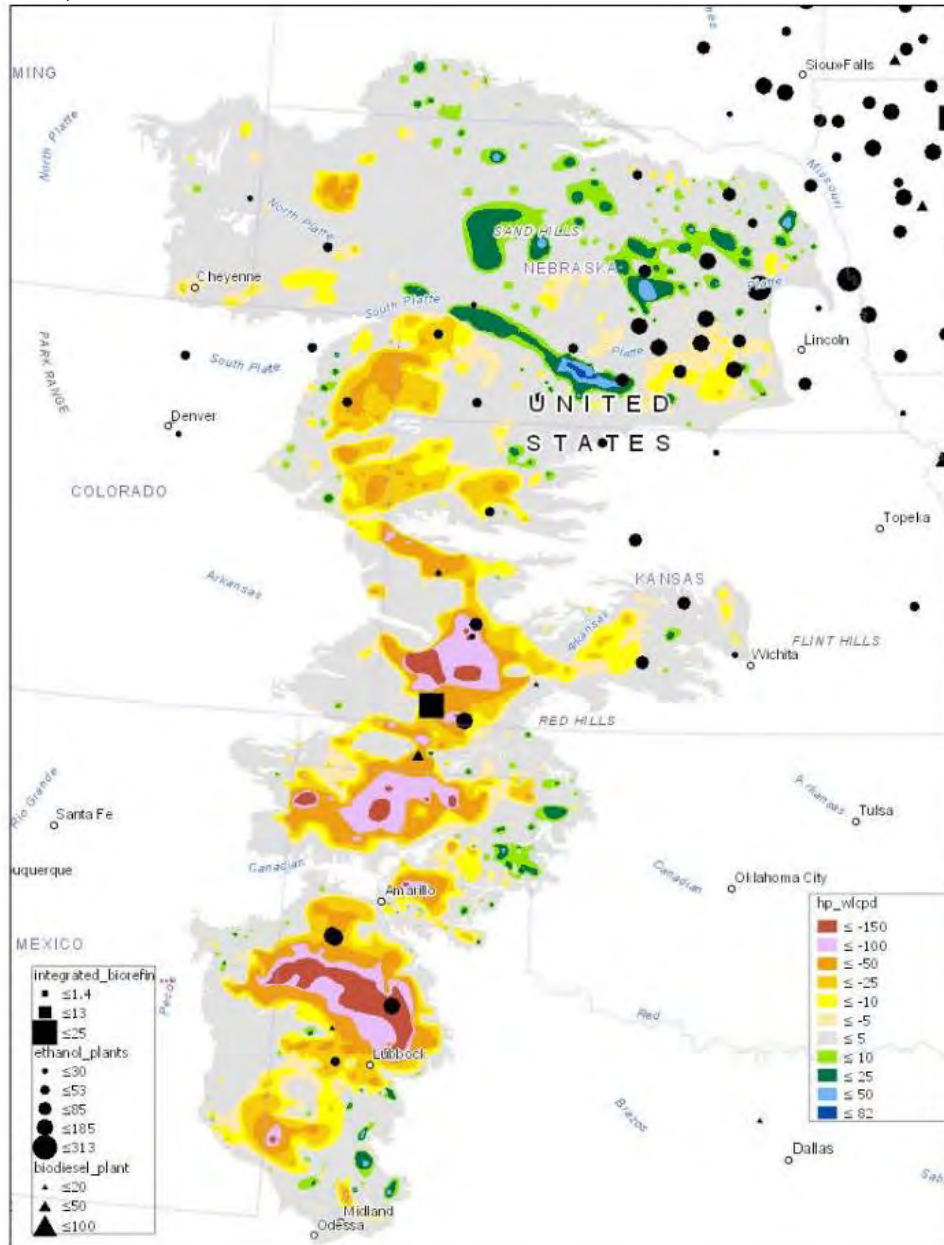 MING
Sioux Falls
North Platte
Missouri
North Platte
SAND HILLS
NEBRASKA
Cheyenne
Platte
South Platte
Lincoln
PARK RANGE
South Platte
Platte
UNITED
STATES
Denver
COLORADO
Topeka
Arkansas
KANSAS
Arkansas
FLINT HILLS
Wichita
RED HILLS
Rio Grande
Santa Fe
Arkansas
Tulsa
Canadian
Canadian
uquerque
Oklahoma City
Amarillo
MEXICO
Pecos
Red
Lubbock
Brazos
Dallas
Sab
Midland
Odessa
integrated_biorefin
≤1.4
≤13
≤25
ethanol_plants
≤30
≤53
≤85
≤185
≤313
biodiesel_plant
≤20
≤50
≤100
hp_wlcpd
≤ -150
≤ -100
≤ -50
≤ -25
≤ -10
≤ -5
≤ 5
≤ 10
≤ 25
≤ 50
≤ 82